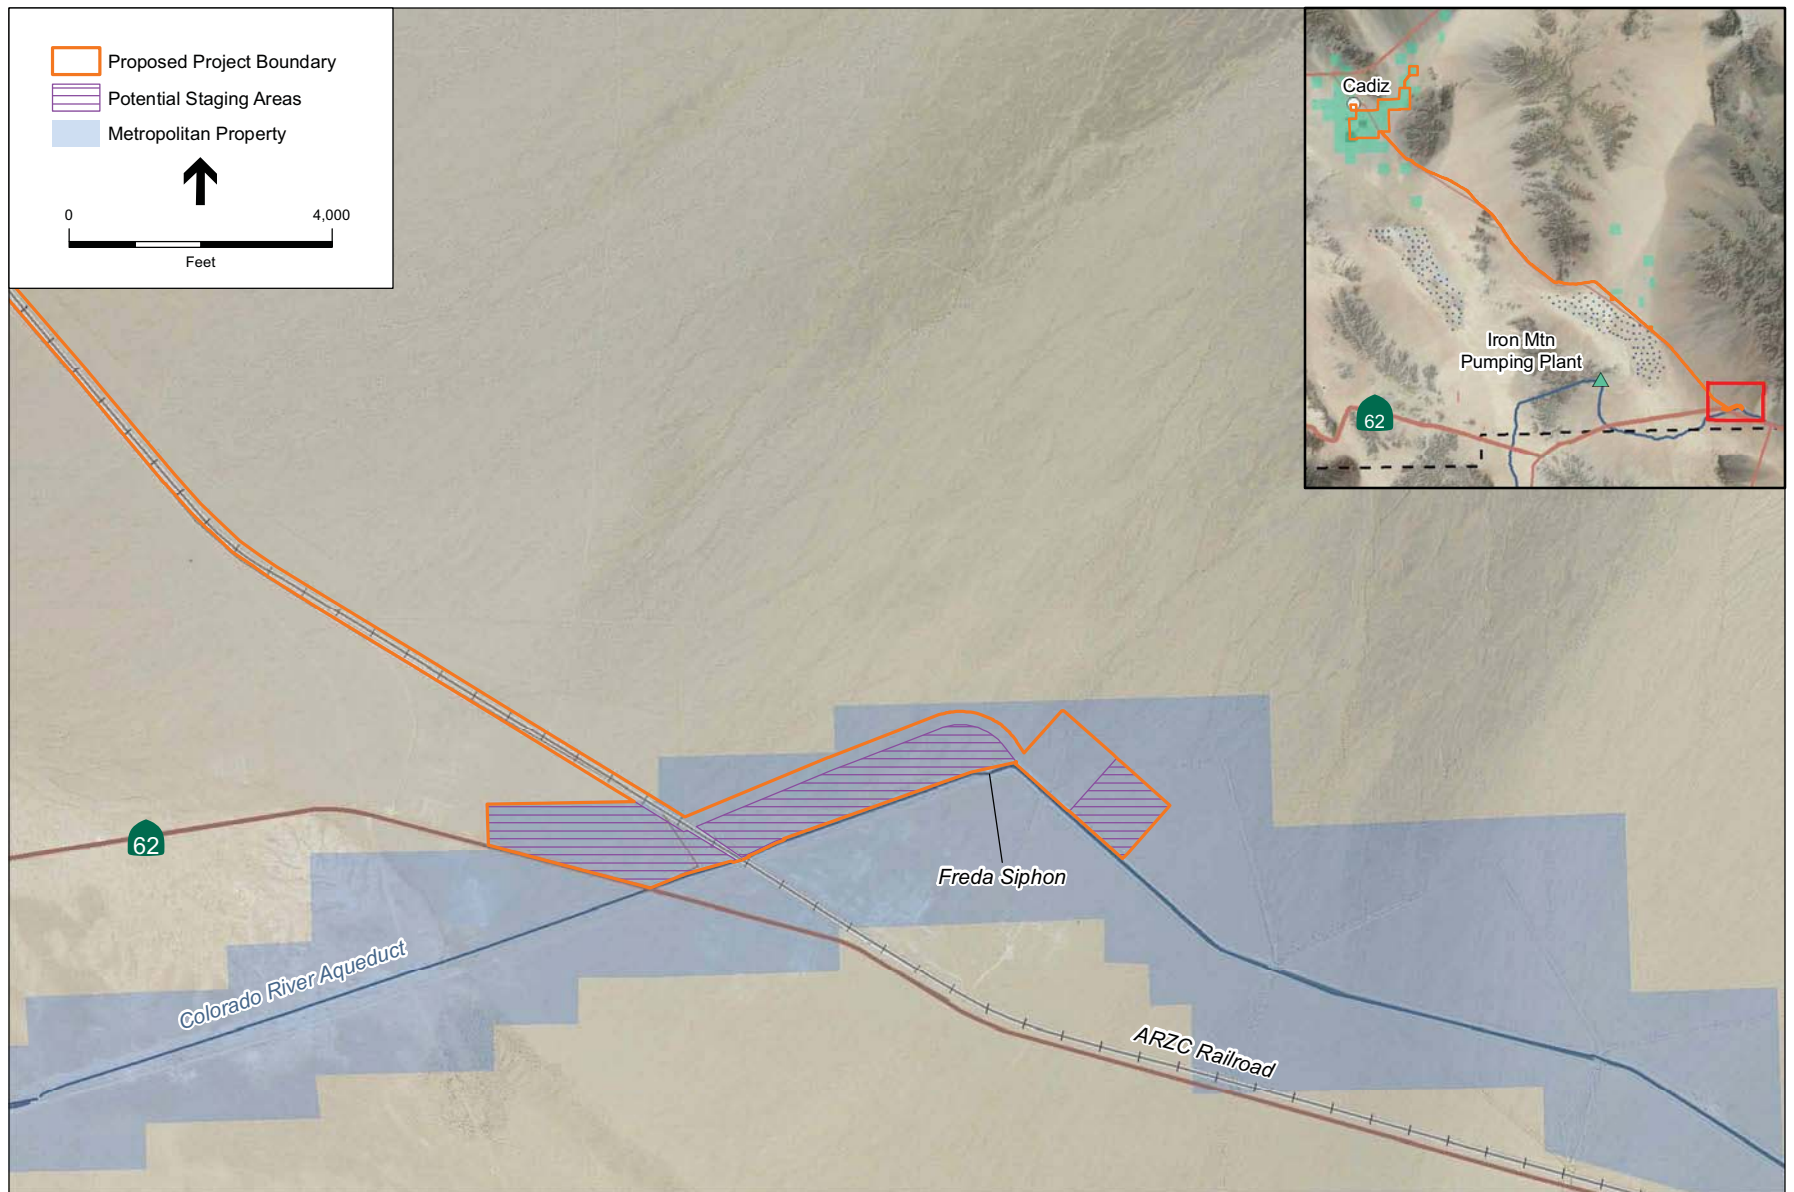 Proposed Project Boundary
Potential Staging Areas
Metropolitan Property
0 4,000
Feet
Cadiz
Iron Mtn
Pumping Plant
62
62
Freda Siphon
Colorado River Aqueduct
ARZC Railroad